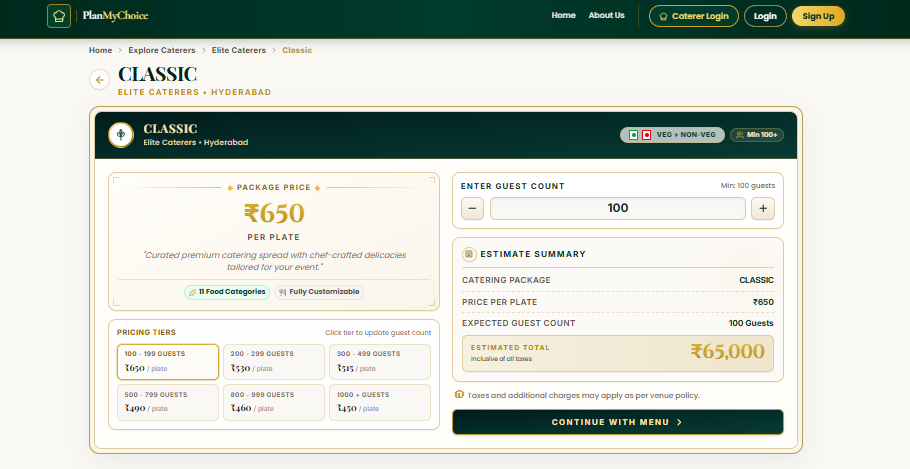 PlanMyChoice
Home About Us Caterer Login Login Sign Up
Home > Explore Caterers > Elite Caterers > Classic
CLASSIC
ELITE CATERERS • HYDERABAD
CLASSIC
Elite Caterers • Hyderabad
VEG + NON-VEG
Min 100+
PACKAGE PRICE
₹650
PER PLATE
"Curated premium catering spread with chef-crafted delicacies
tailored for your event."
11 Food Categories
Fully Customizable
PRICING TIERS
Click tier to update guest count
100 - 199 GUESTS
₹650 / plate
200 - 299 GUESTS
₹530 / plate
300 - 499 GUESTS
₹515 / plate
500 - 799 GUESTS
₹490 / plate
800 - 999 GUESTS
₹460 / plate
1000 + GUESTS
₹450 / plate
ENTER GUEST COUNT
Min: 100 guests
− 100 +
ESTIMATE SUMMARY
CATERING PACKAGE CLASSIC
PRICE PER PLATE ₹650
EXPECTED GUEST COUNT 100 Guests
ESTIMATED TOTAL
Inclusive of all taxes
₹65,000
Taxes and additional charges may apply as per venue policy.
CONTINUE WITH MENU >